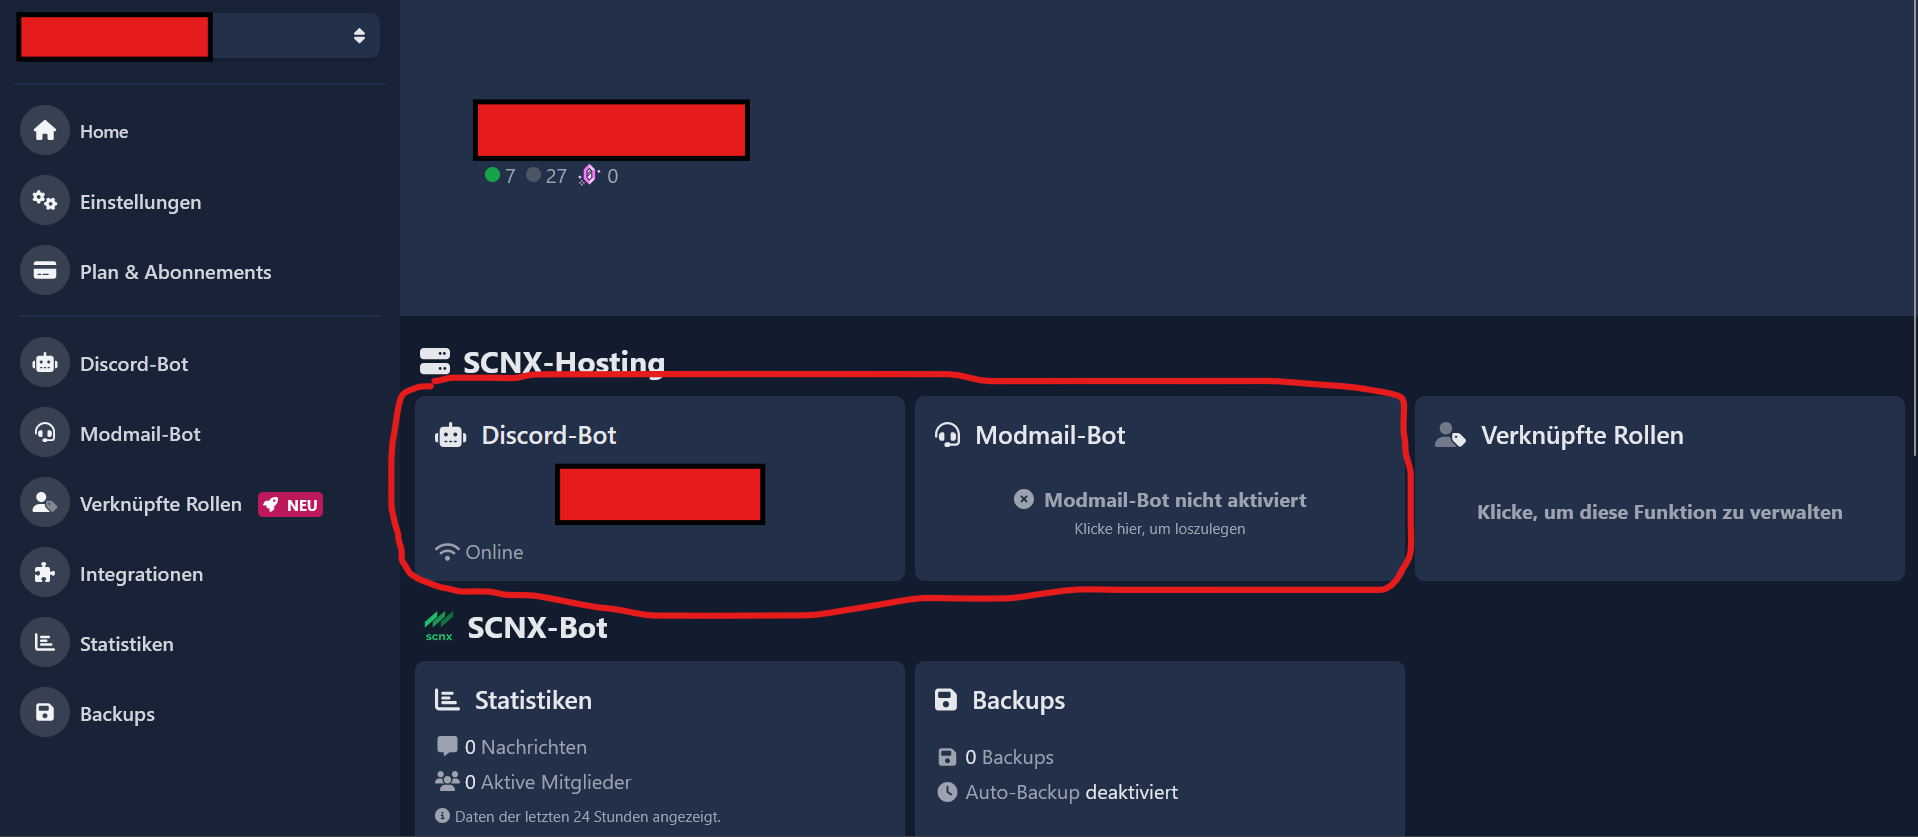 Home
Einstellungen
Plan & Abonnements
Discord-Bot
Modmail-Bot
Verknüpfte Rollen NEU
Integrationen
Statistiken
Backups
7 27 0
SCNX-Hosting
Discord-Bot
Online
Modmail-Bot
Modmail-Bot nicht aktiviert
Klicke hier, um loszulegen
Verknüpfte Rollen
Klicke, um diese Funktion zu verwalten
scnx SCNX-Bot
Statistiken
0 Nachrichten
0 Aktive Mitglieder
Daten der letzten 24 Stunden angezeigt.
Backups
0 Backups
Auto-Backup deaktiviert